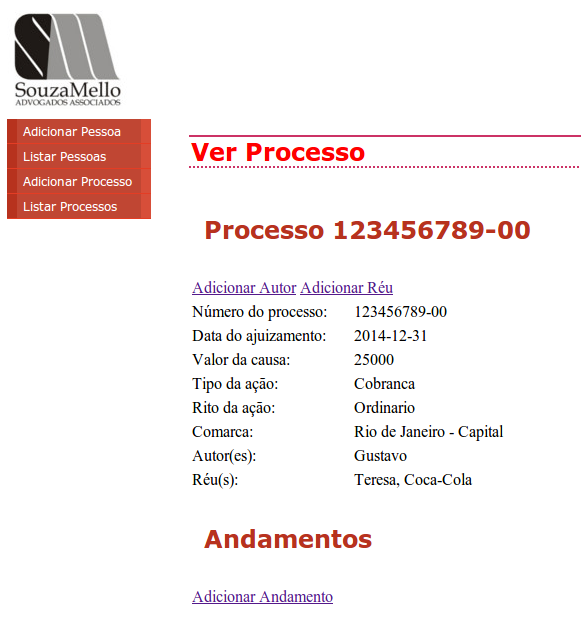 SouzaMello
ADVOGADOS ASSOCIADOS
Adicionar Pessoa
Listar Pessoas
Adicionar Processo
Listar Processos
Ver Processo
Processo 123456789-00
Adicionar Autor Adicionar Réu
Número do processo: 123456789-00
Data do ajuizamento: 2014-12-31
Valor da causa: 25000
Tipo da ação: Cobranca
Rito da ação: Ordinario
Comarca: Rio de Janeiro - Capital
Autor(es): Gustavo
Réu(s): Teresa, Coca-Cola
Andamentos
Adicionar Andamento